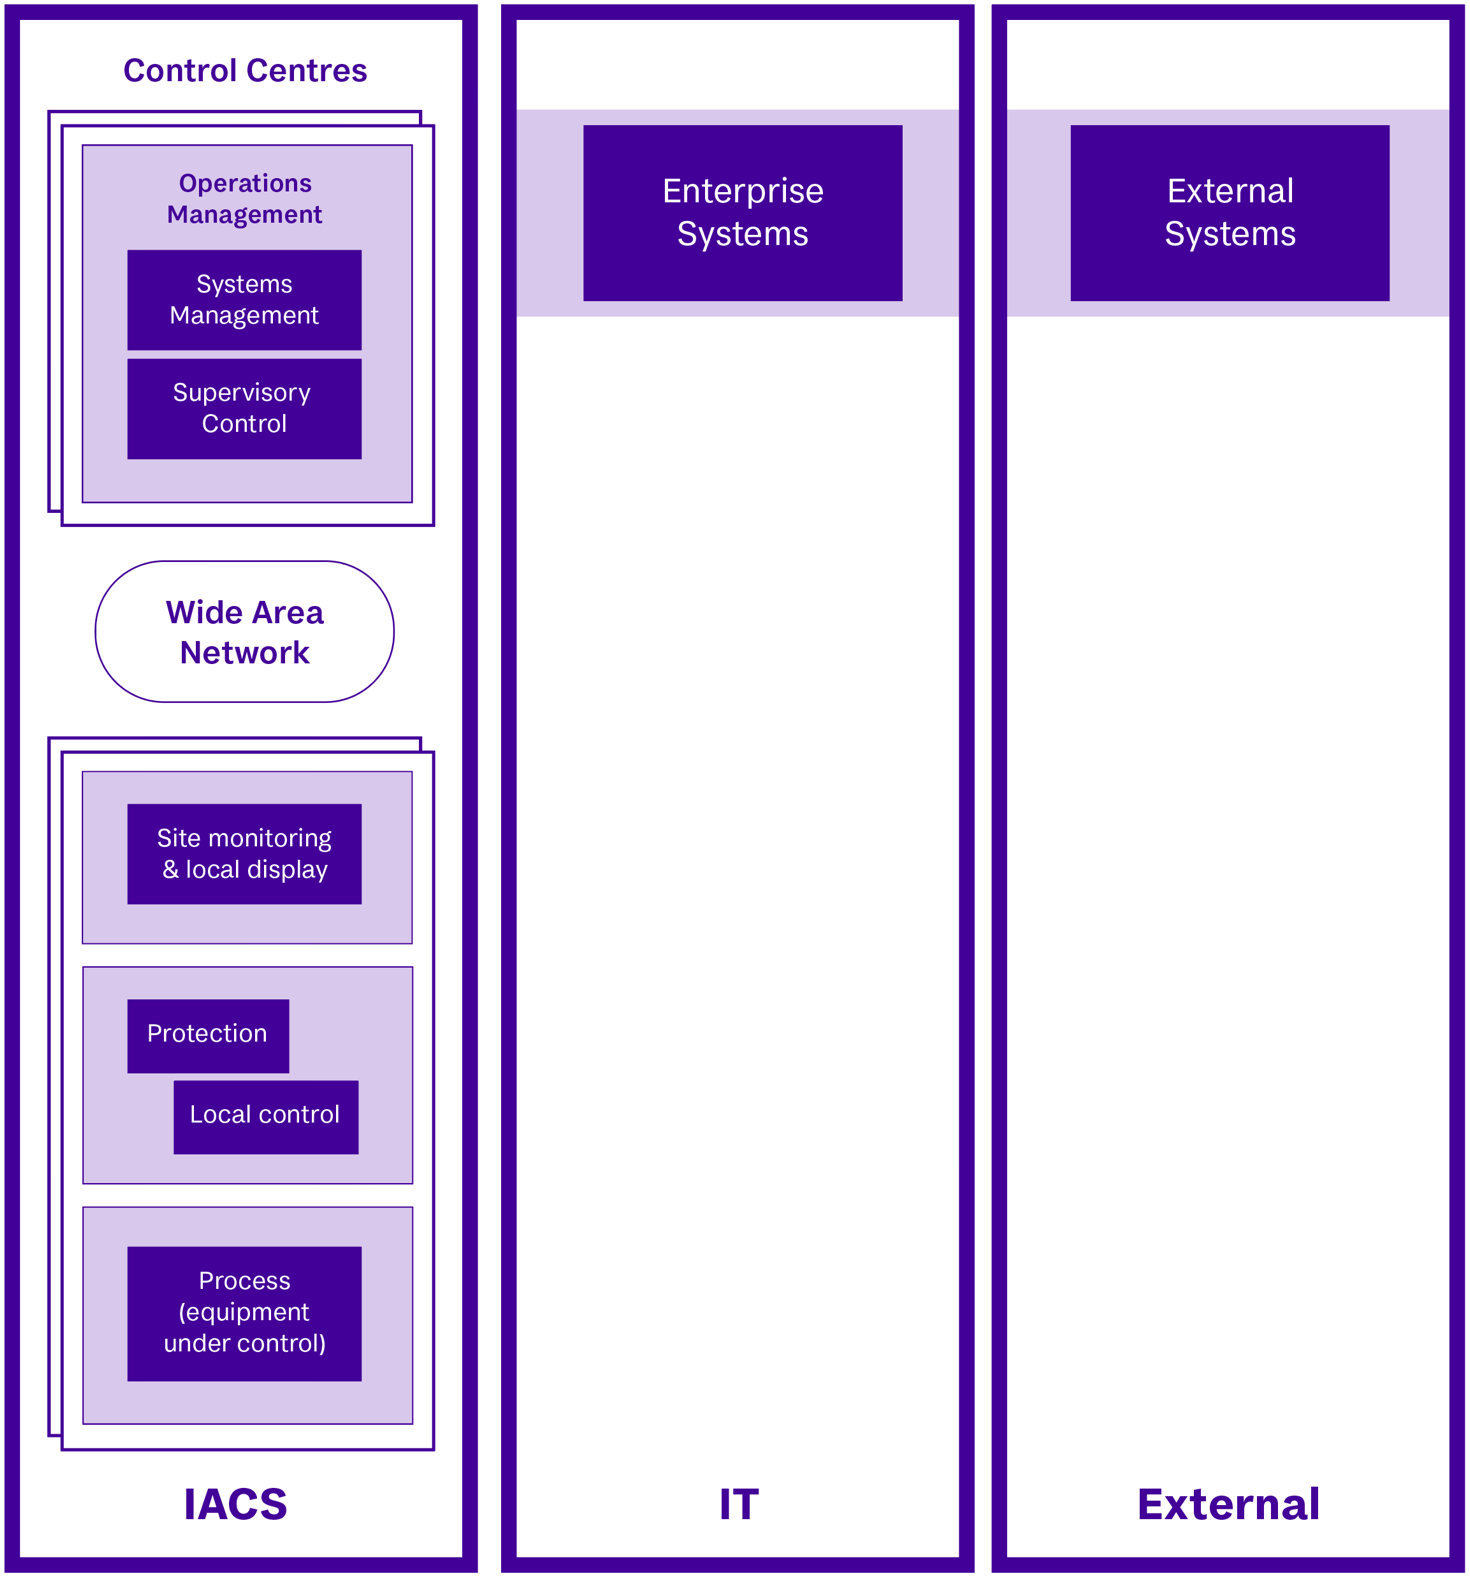 Control Centres
Operations
Management
Systems
Management
Supervisory
Control
Wide Area
Network
Site monitoring
& local display
Protection
Local control
Process
(equipment
under control)
IACS
Enterprise
Systems
IT
External
Systems
External